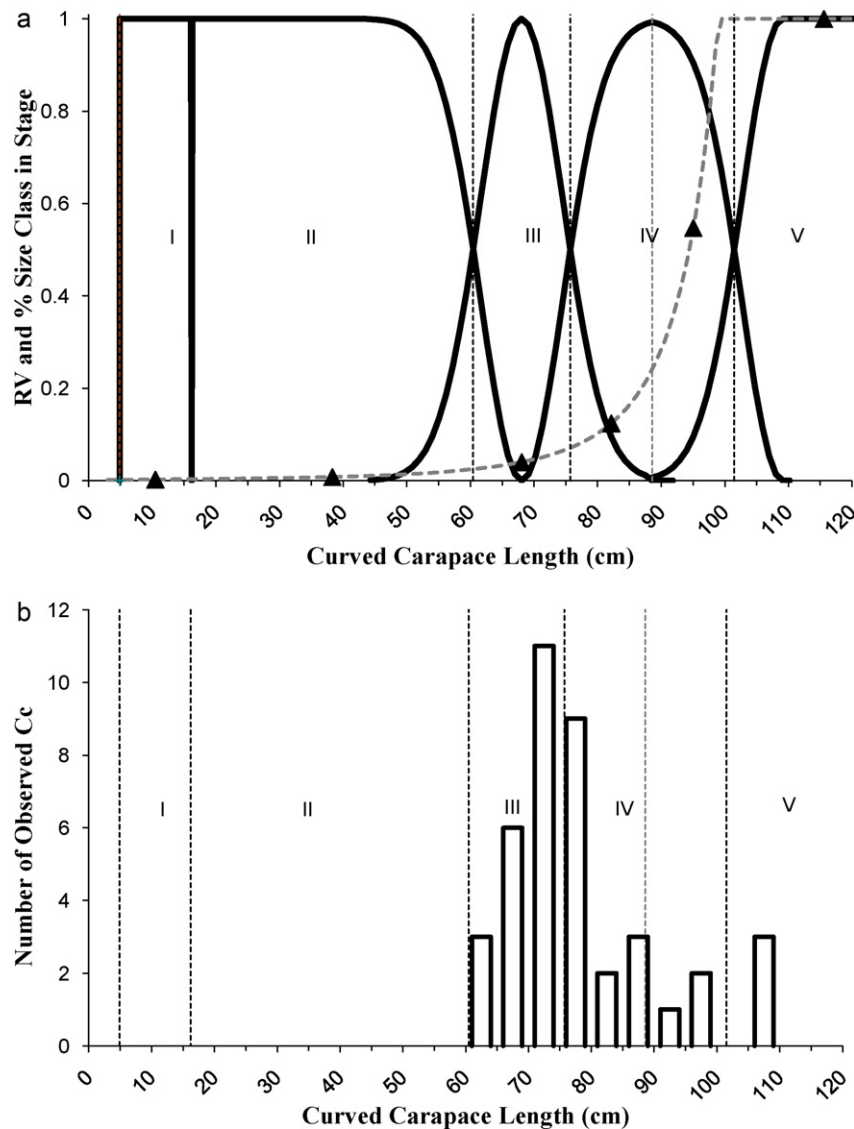 a
RV and % Size Class in Stage
1
0.8
0.6
0.4
0.2
0
I
II
III
IV
V
0 10 20 30 40 50 60 70 80 90 100 110 120
Curved Carapace Length (cm)
b
Number of Observed Cc
12
10
8
6
4
2
0
I
II
III
IV
V
0 10 20 30 40 50 60 70 80 90 100 110 120
Curved Carapace Length (cm)